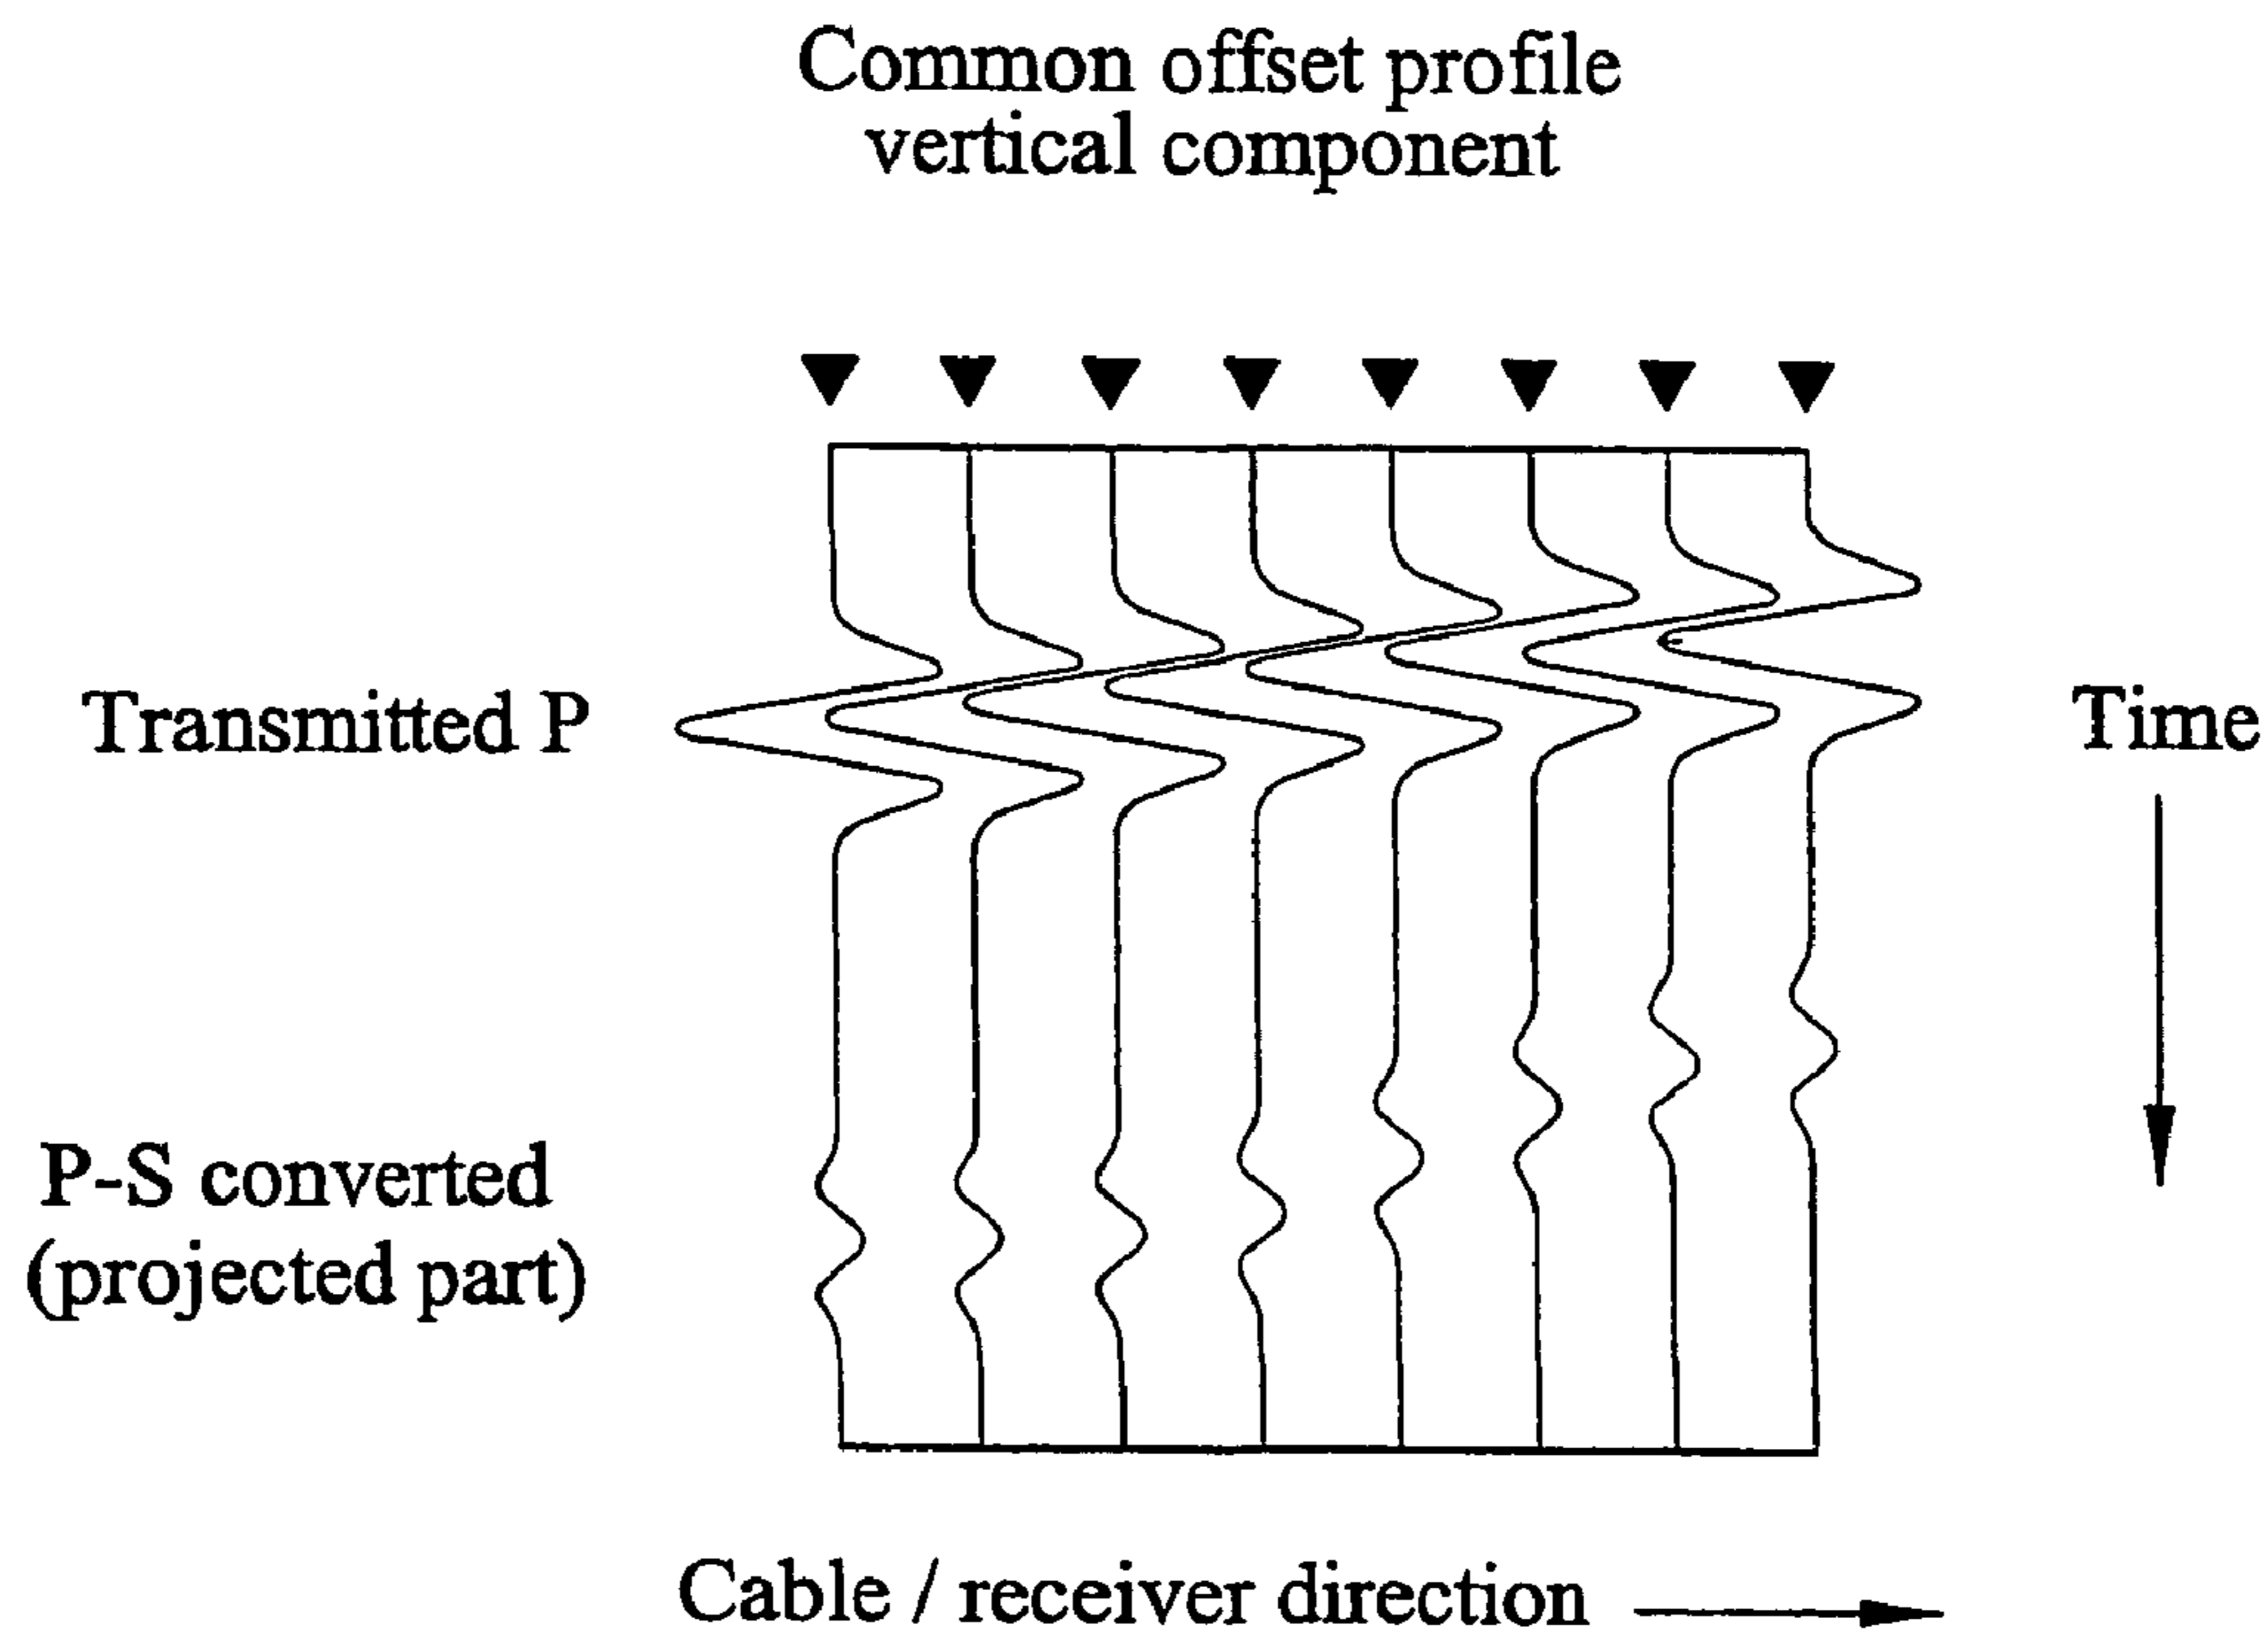 Common offset profile
vertical component
Transmitted P
Time
P-S converted
(projected part)
Cable / receiver direction